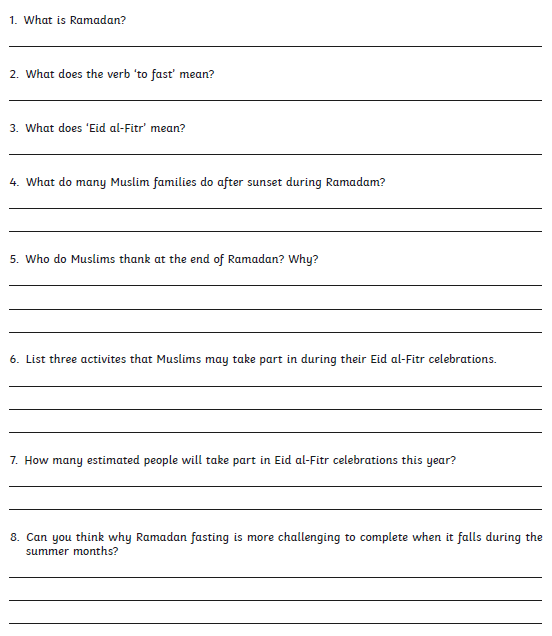 1. What is Ramadan?
2. What does the verb ‘to fast’ mean?
3. What does ‘Eid al-Fitr’ mean?
4. What do many Muslim families do after sunset during Ramadam?
5. Who do Muslims thank at the end of Ramadan? Why?
6. List three activites that Muslims may take part in during their Eid al-Fitr celebrations.
7. How many estimated people will take part in Eid al-Fitr celebrations this year?
8. Can you think why Ramadan fasting is more challenging to complete when it falls during the
summer months?